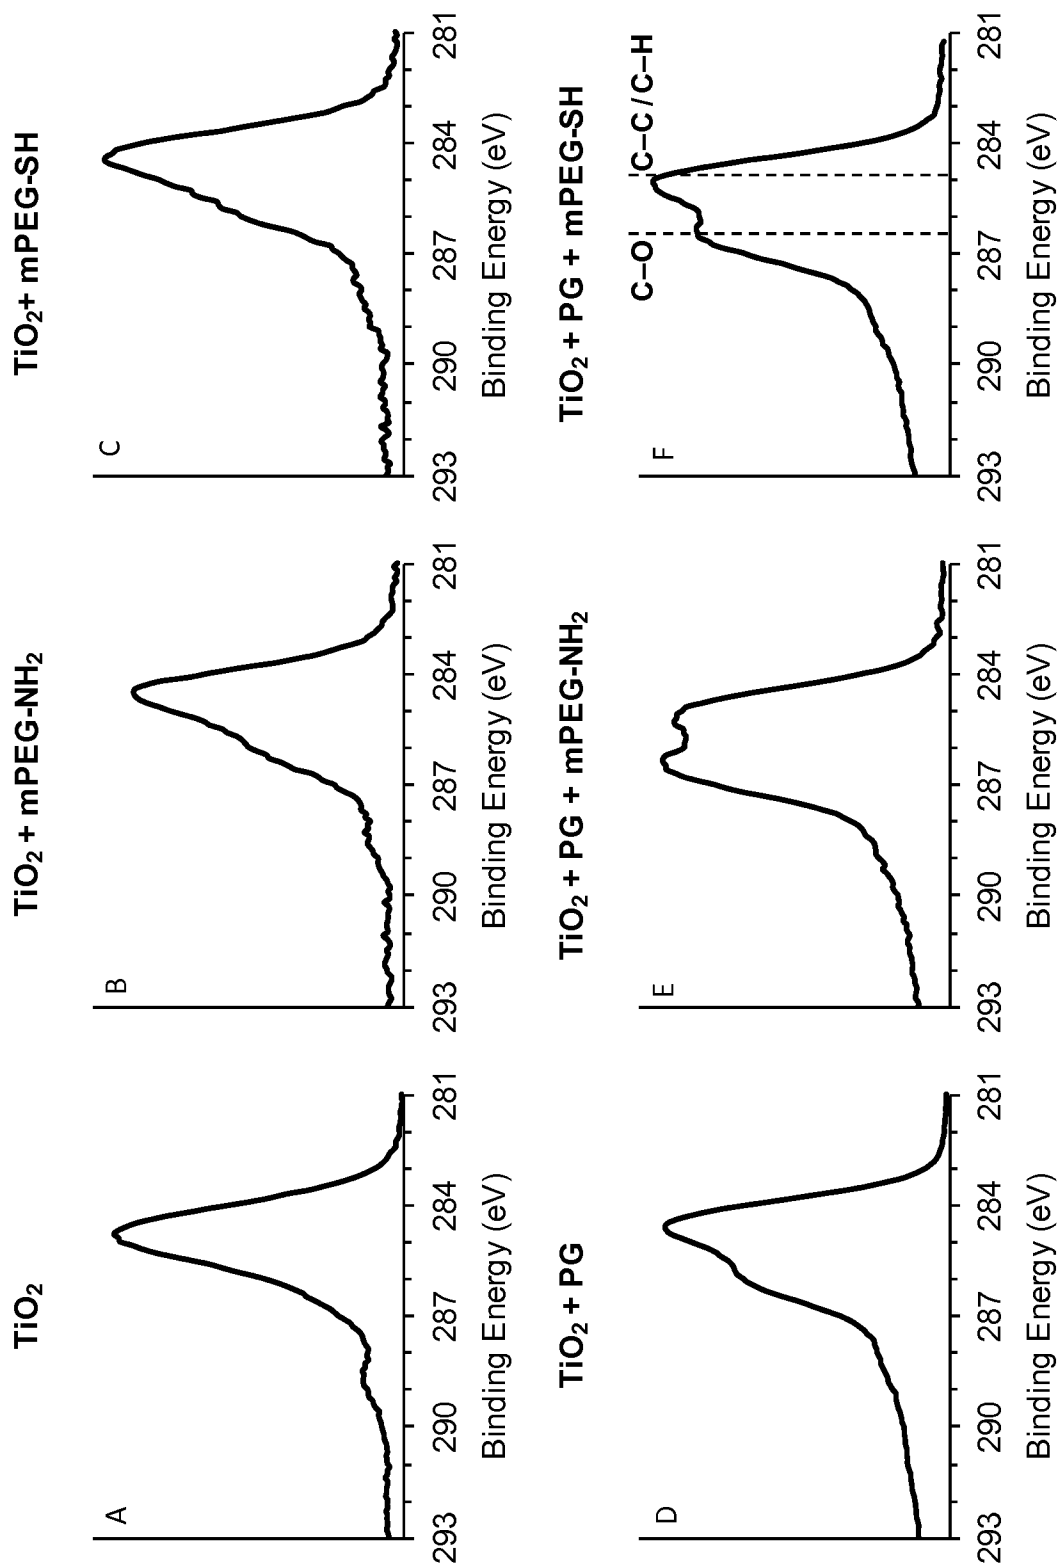 TiO2
A
293 290 287 284 281
Binding Energy (eV)
TiO2 + mPEG-NH2
B
293 290 287 284 281
Binding Energy (eV)
TiO2+ mPEG-SH
C
293 290 287 284 281
Binding Energy (eV)
TiO2 + PG
D
293 290 287 284 281
Binding Energy (eV)
TiO2 + PG + mPEG-NH2
E
293 290 287 284 281
Binding Energy (eV)
TiO2 + PG + mPEG-SH
C–O C–C / C–H
F
293 290 287 284 281
Binding Energy (eV)